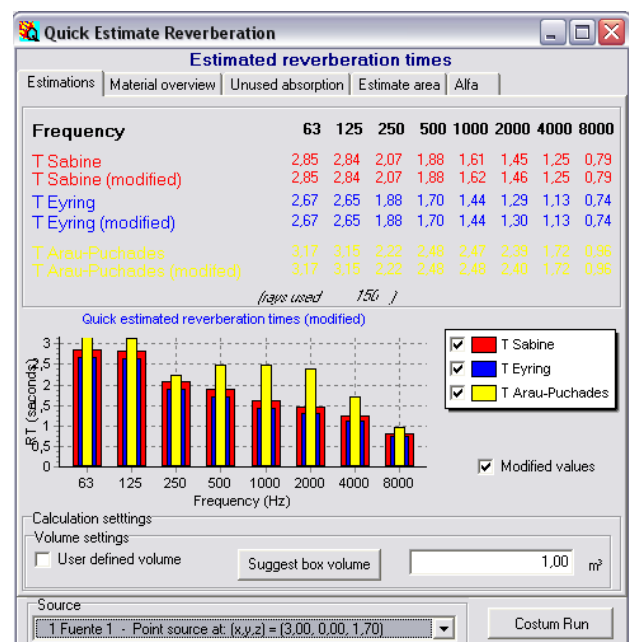 Quick Estimate Reverberation
Estimated reverberation times
Estimations Material overview Unused absorption Estimate area Alfa
Frequency 63 125 250 500 1000 2000 4000 8000
T Sabine 2,85 2,84 2,07 1,88 1,61 1,45 1,25 0,79
T Sabine (modified) 2,85 2,84 2,07 1,88 1,62 1,46 1,25 0,79
T Eyring 2,67 2,65 1,88 1,70 1,44 1,29 1,13 0,74
T Eyring (modified) 2,67 2,65 1,88 1,70 1,44 1,30 1,13 0,74
T Arau-Puchades 3,17 3,15 2,22 2,48 2,47 2,39 1,72 0,96
T Arau-Puchades (modified) 3,17 3,15 2,22 2,48 2,48 2,40 1,72 0,96
(rays used 156 )
Quick estimated reverberation times (modified)
RT (seconds)
3
2,5
2
1,5
1
0,5
0
63 125 250 500 1000 2000 4000 8000
Frequency (Hz)
T Sabine
T Eyring
T Arau-Puchades
Modified values
Calculation setttings
Volume settings
User defined volume Suggest box volume 1,00 m³
Source
1 Fuente 1 - Point source at: (x,y,z) = (3,00, 0,00, 1,70) Costum Run